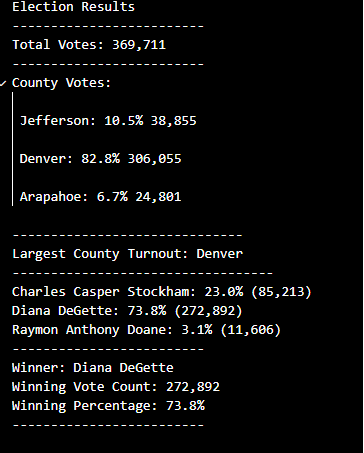 Election Results
-------------------------
Total Votes: 369,711
-------------------------
County Votes:
Jefferson: 10.5% 38,855
Denver: 82.8% 306,055
Arapahoe: 6.7% 24,801
------------------------------
Largest County Turnout: Denver
----------------------------------
Charles Casper Stockham: 23.0% (85,213)
Diana DeGette: 73.8% (272,892)
Raymon Anthony Doane: 3.1% (11,606)
-------------------------
Winner: Diana DeGette
Winning Vote Count: 272,892
Winning Percentage: 73.8%
-------------------------